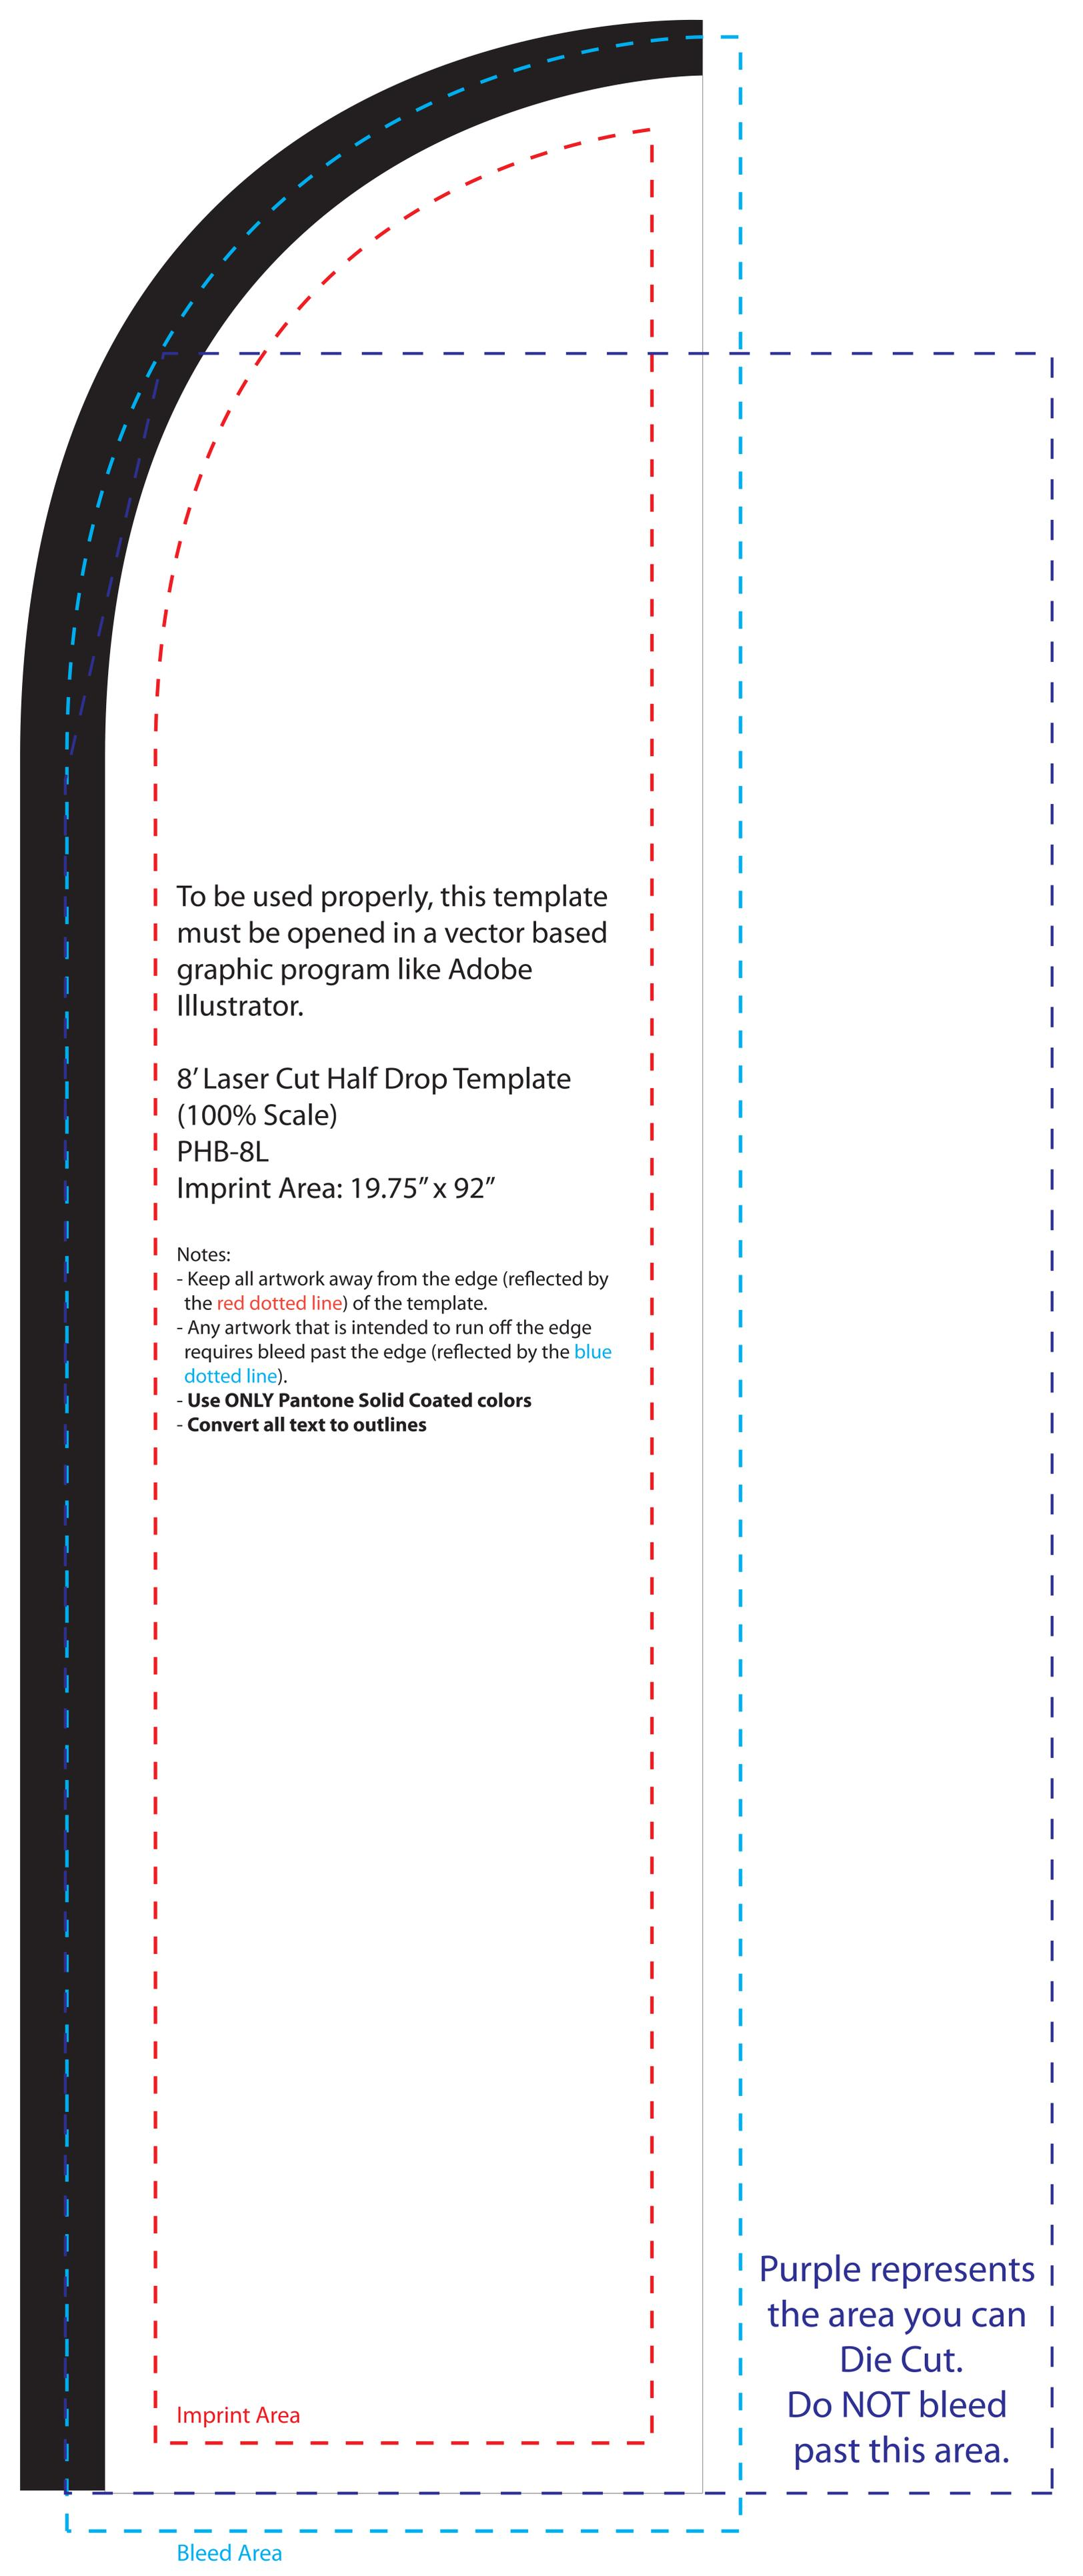 To be used properly, this template
must be opened in a vector based
graphic program like Adobe
Illustrator.
8’ Laser Cut Half Drop Template
(100% Scale)
PHB-8L
Imprint Area: 19.75” x 92”
Notes:
- Keep all artwork away from the edge (reflected by
the red dotted line) of the template.
- Any artwork that is intended to run off the edge
requires bleed past the edge (reflected by the blue
dotted line).
- Use ONLY Pantone Solid Coated colors
- Convert all text to outlines
Purple represents
the area you can
Die Cut.
Do NOT bleed
past this area.
Imprint Area
Bleed Area